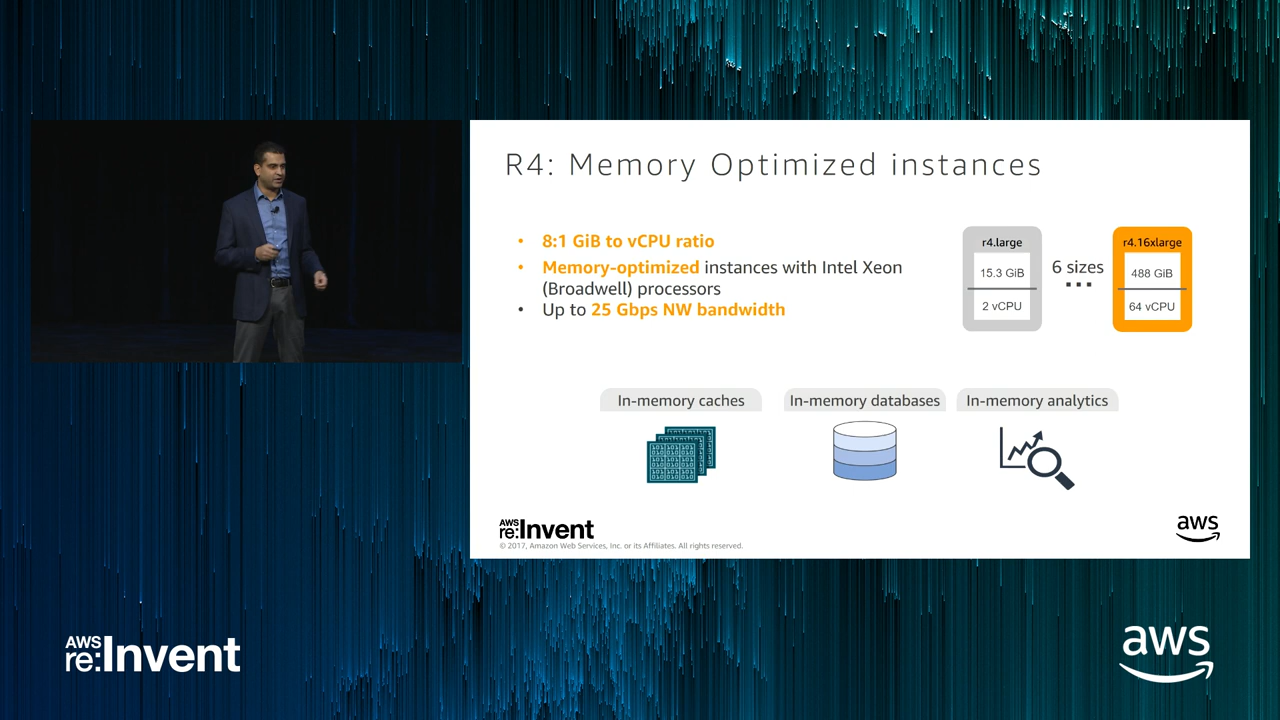 R4: Memory Optimized instances
• 8:1 GiB to vCPU ratio
• Memory-optimized instances with Intel Xeon
(Broadwell) processors
• Up to 25 Gbps NW bandwidth
r4.large
15.3 GiB
2 vCPU
6 sizes
...
r4.16xlarge
488 GiB
64 vCPU
In-memory caches
In-memory databases
In-memory analytics
AWS
re:Invent
© 2017, Amazon Web Services, Inc. or its Affiliates. All rights reserved.
aws
AWS
re:Invent
aws